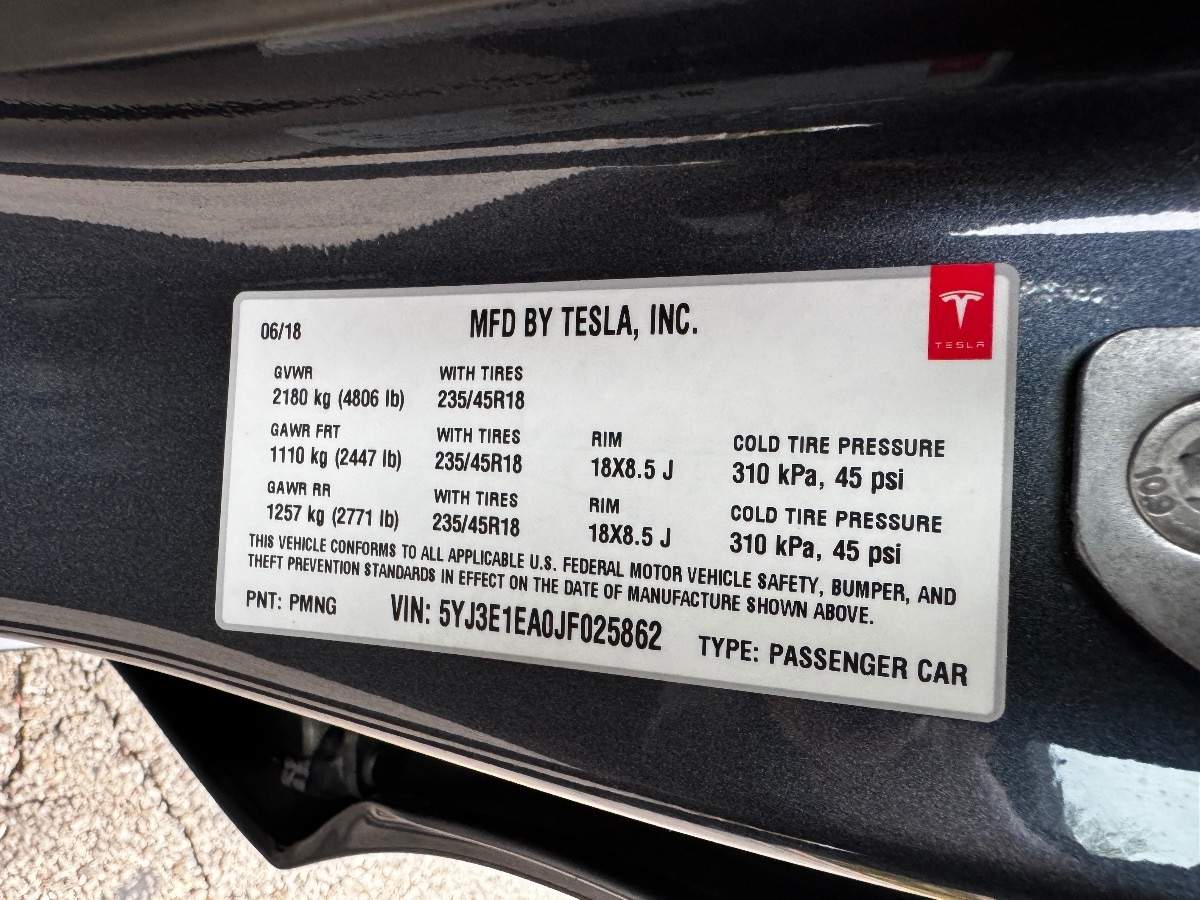 06/18 MFD BY TESLA, INC.
TESLA
GVWR WITH TIRES
2180 kg (4806 lb) 235/45R18
GAWR FRT WITH TIRES RIM COLD TIRE PRESSURE
1110 kg (2447 lb) 235/45R18 18X8.5 J 310 kPa, 45 psi
GAWR RR WITH TIRES RIM COLD TIRE PRESSURE
1257 kg (2771 lb) 235/45R18 18X8.5 J 310 kPa, 45 psi
THIS VEHICLE CONFORMS TO ALL APPLICABLE U.S. FEDERAL MOTOR VEHICLE SAFETY, BUMPER, AND
THEFT PREVENTION STANDARDS IN EFFECT ON THE DATE OF MANUFACTURE SHOWN ABOVE.
PNT: PMNG VIN: 5YJ3E1EA0JF025862 TYPE: PASSENGER CAR